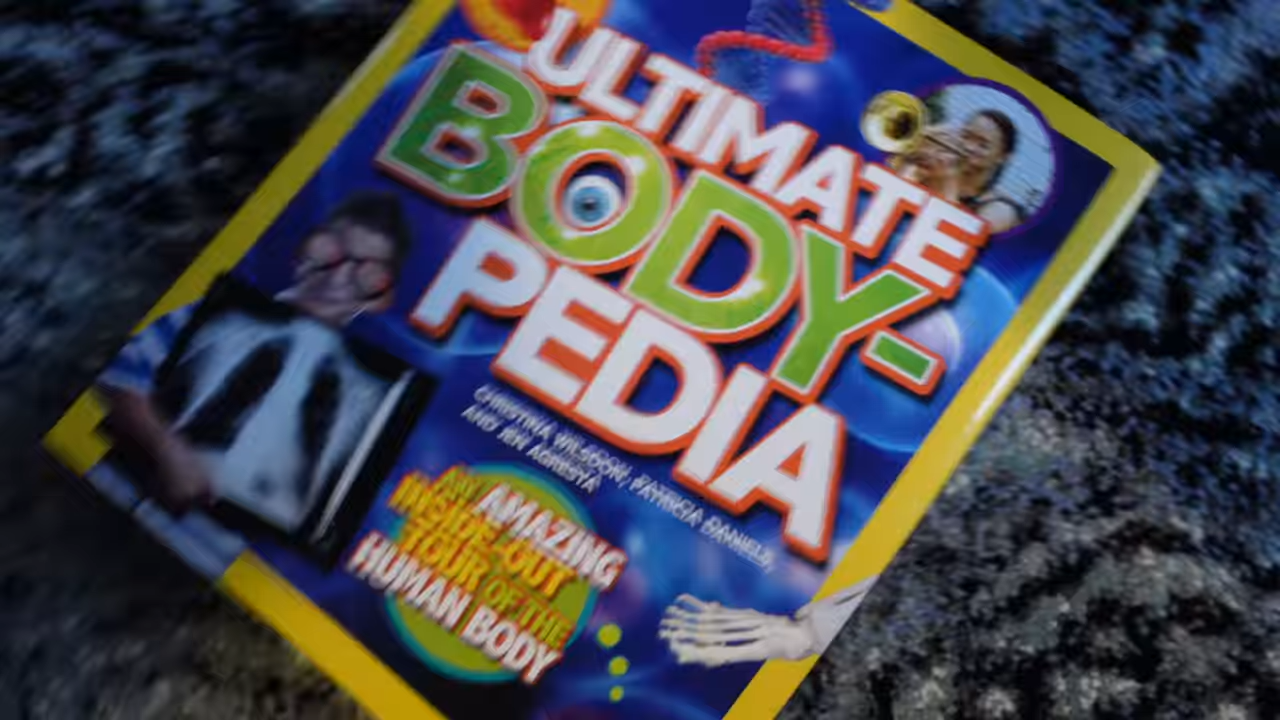 ULTIMATE
BODY-
PEDIA
CHRISTINA WILSDON, PATRICIA DANIELS,
AND JEN AGRESTA
AN AMAZING
INSIDE-OUT
TOUR OF THE
HUMAN BODY